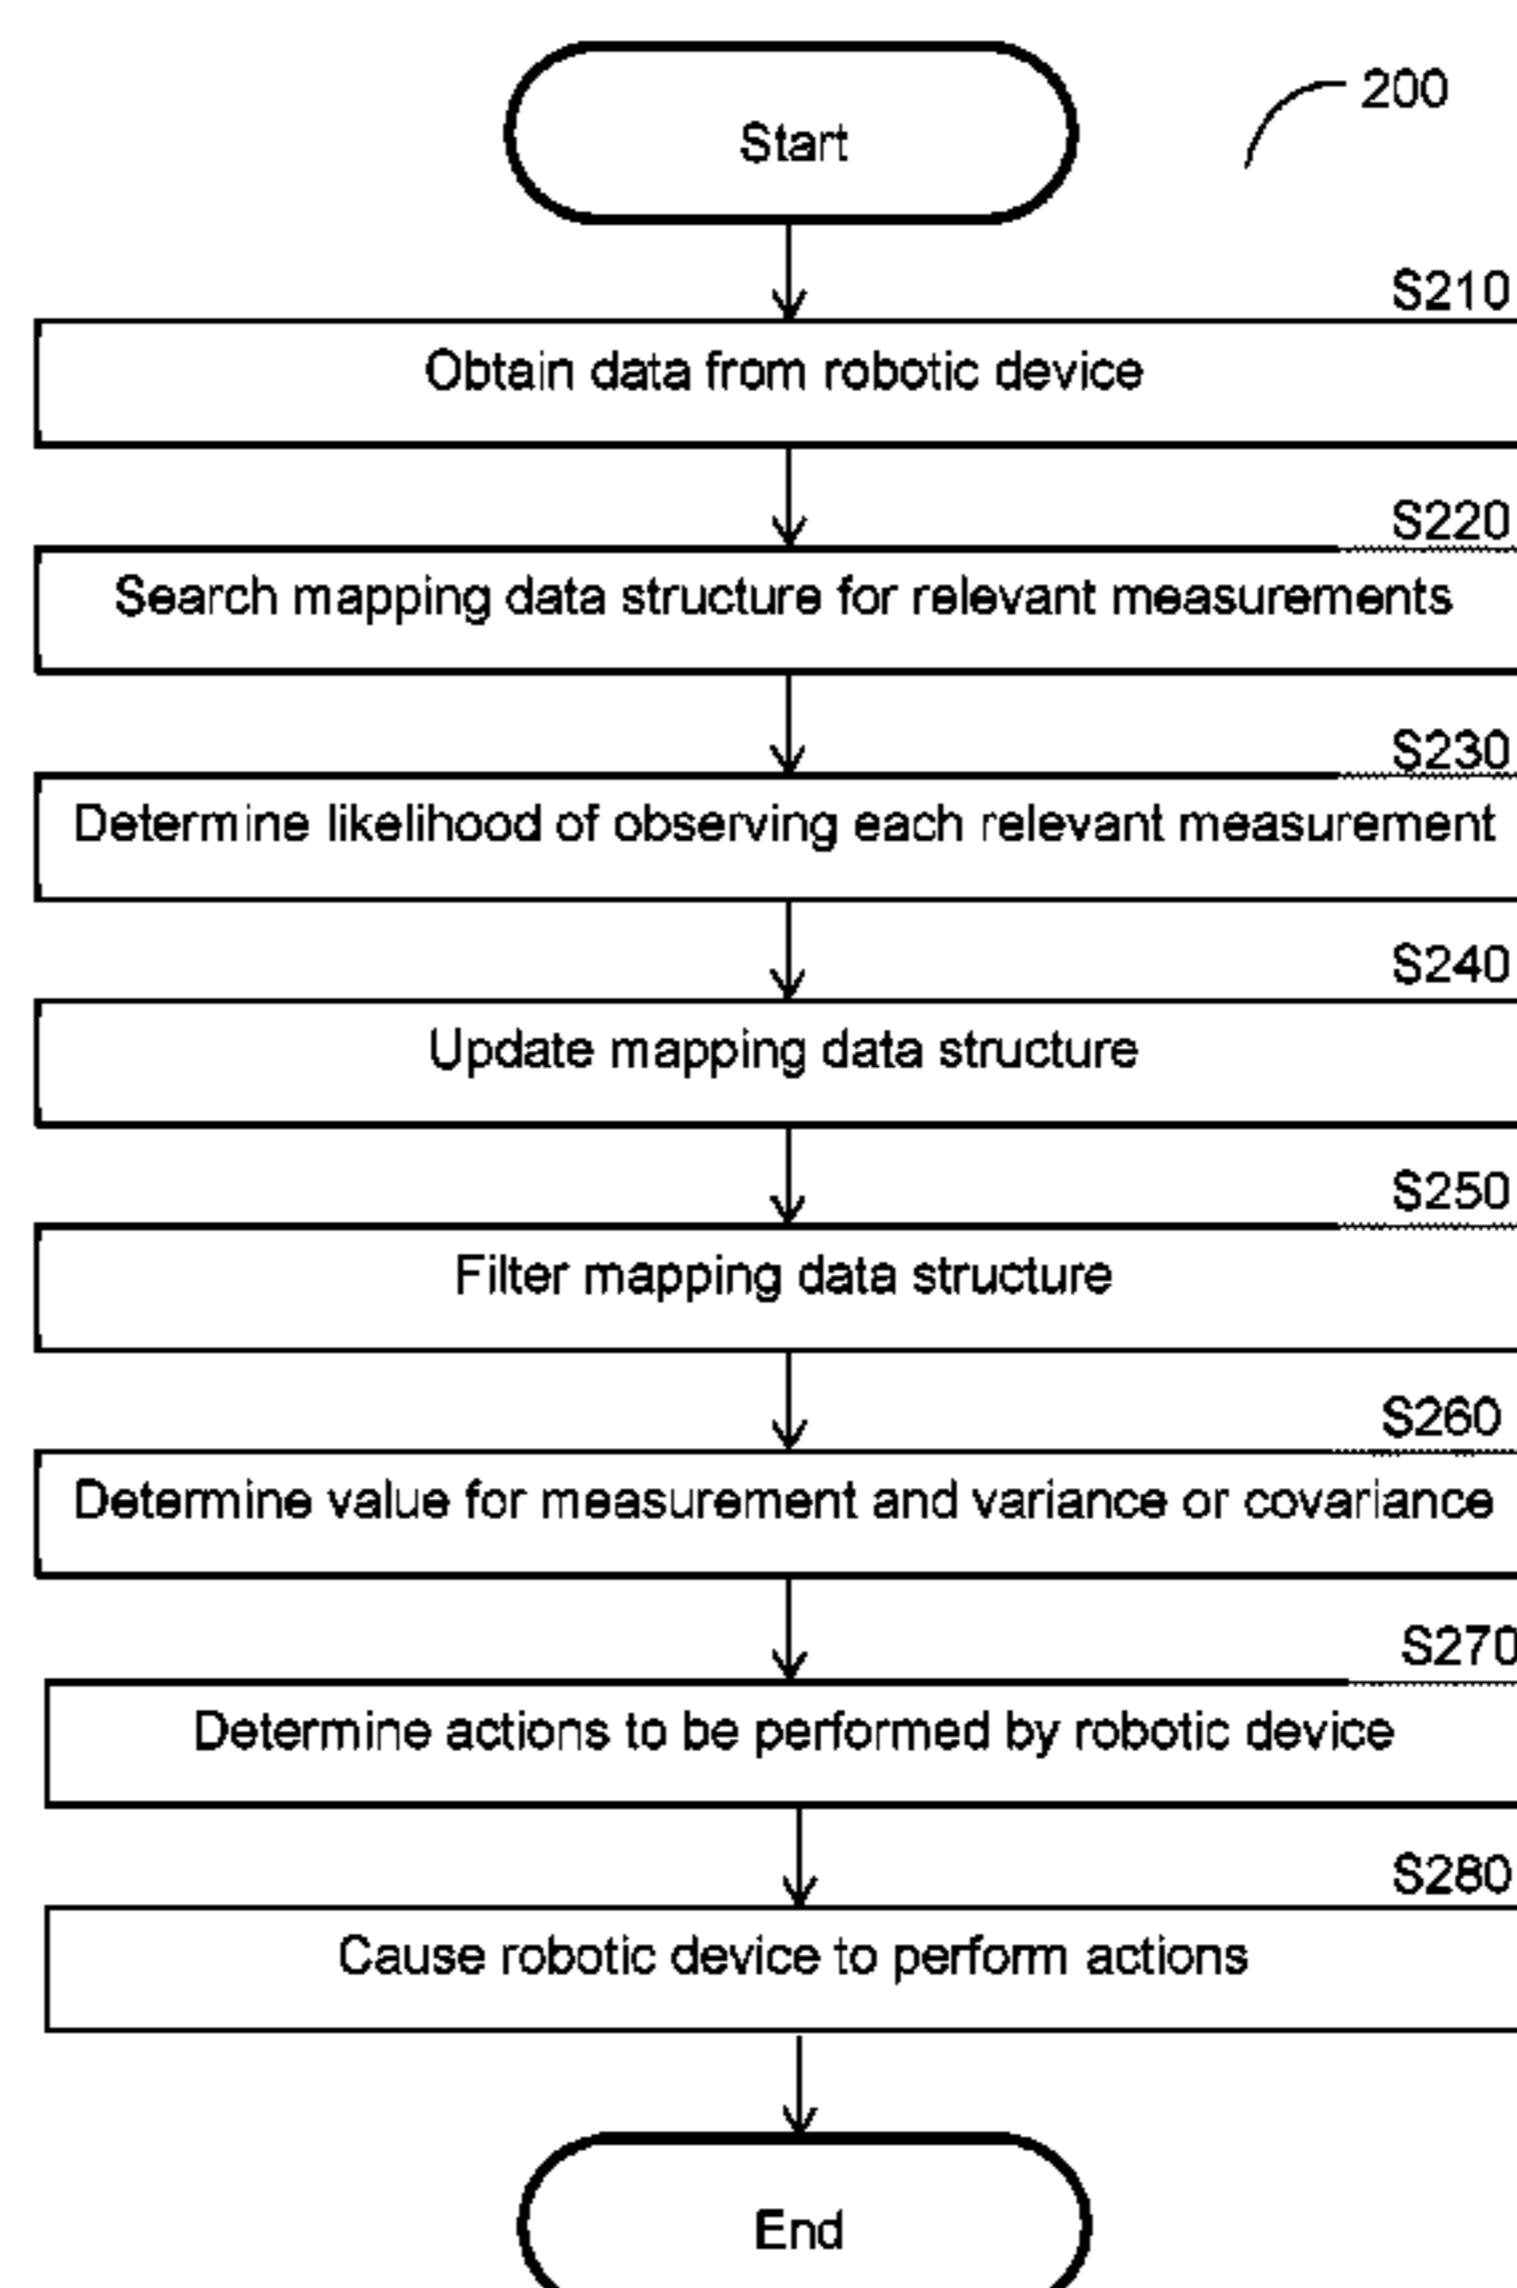 Start
200
S210
Obtain data from robotic device
S220
Search mapping data structure for relevant measurements
S230
Determine likelihood of observing each relevant measurement
S240
Update mapping data structure
S250
Filter mapping data structure
S260
Determine value for measurement and variance or covariance
S270
Determine actions to be performed by robotic device
S280
Cause robotic device to perform actions
End